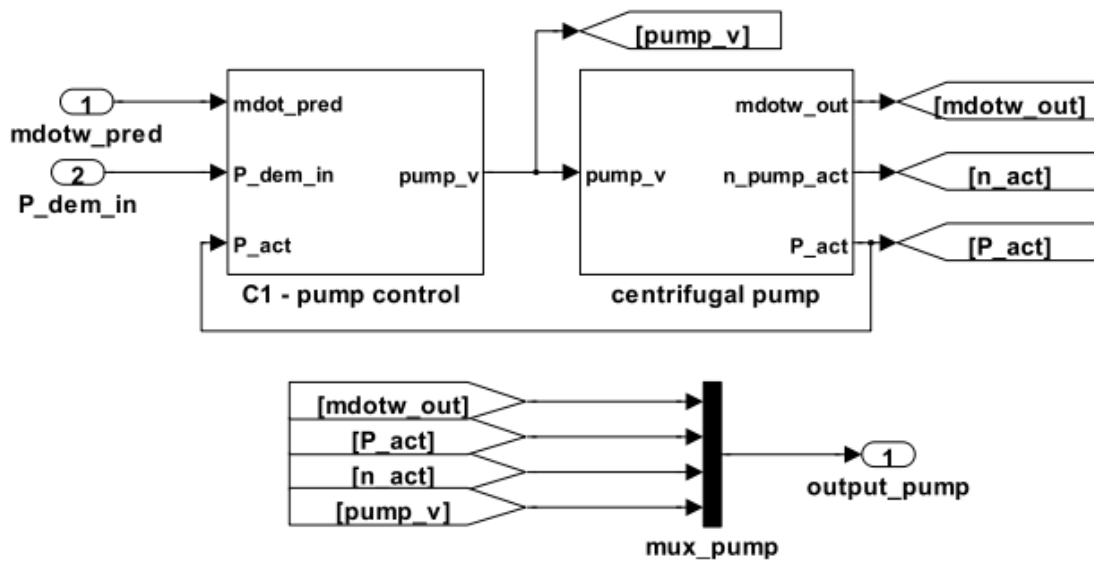 [pump_v]
1
mdotw_pred
2
P_dem_in
mdot_pred
P_dem_in
P_act
pump_v
C1 - pump control
pump_v
mdotw_out
n_pump_act
P_act
centrifugal pump
[mdotw_out]
[n_act]
[P_act]
[mdotw_out]
[P_act]
[n_act]
[pump_v]
mux_pump
1
output_pump